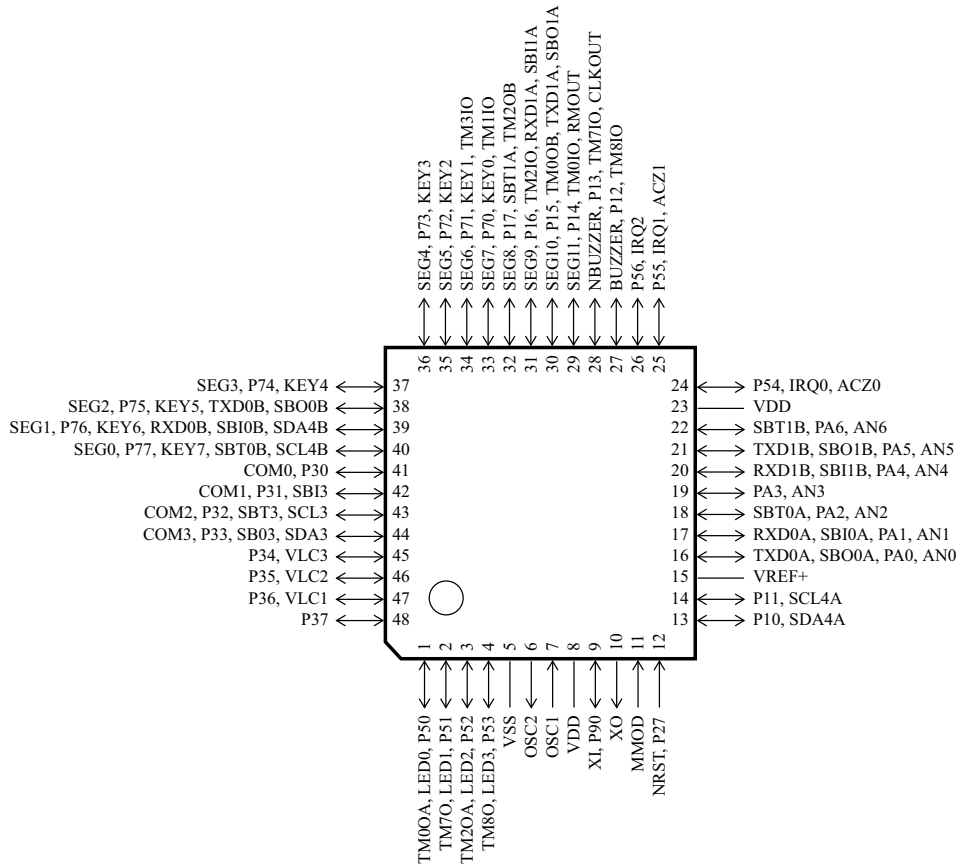 SEG4, P73, KEY3
SEG5, P72, KEY2
SEG6, P71, KEY1, TM3IO
SEG7, P70, KEY0, TM1IO
SEG8, P17, SBT1A, TM2OB
SEG9, P16, TM2IO, RXD1A, SBI1A
SEG10, P15, TM0OB, TXD1A, SBO1A
SEG11, P14, TM0IO, RMOUT
NBUZZER, P13, TM7IO, CLKOUT
BUZZER, P12, TM8IO
P56, IRQ2
P55, IRQ1, ACZ1
36
35
34
33
32
31
30
29
28
27
26
25
SEG3, P74, KEY4
37
SEG2, P75, KEY5, TXD0B, SBO0B
38
SEG1, P76, KEY6, RXD0B, SBI0B, SDA4B
39
SEG0, P77, KEY7, SBT0B, SCL4B
40
COM0, P30
41
COM1, P31, SBI3
42
COM2, P32, SBT3, SCL3
43
COM3, P33, SB03, SDA3
44
P34, VLC3
45
P35, VLC2
46
P36, VLC1
47
P37
48
24
P54, IRQ0, ACZ0
23
VDD
22
SBT1B, PA6, AN6
21
TXD1B, SBO1B, PA5, AN5
20
RXD1B, SBI1B, PA4, AN4
19
PA3, AN3
18
SBT0A, PA2, AN2
17
RXD0A, SBI0A, PA1, AN1
16
TXD0A, SBO0A, PA0, AN0
15
VREF+
14
P11, SCL4A
13
P10, SDA4A
1
2
3
4
5
6
7
8
9
10
11
12
TM0OA, LED0, P50
TM7O, LED1, P51
TM2OA, LED2, P52
TM8O, LED3, P53
VSS
OSC2
OSC1
VDD
XI, P90
XO
MMOD
NRST, P27